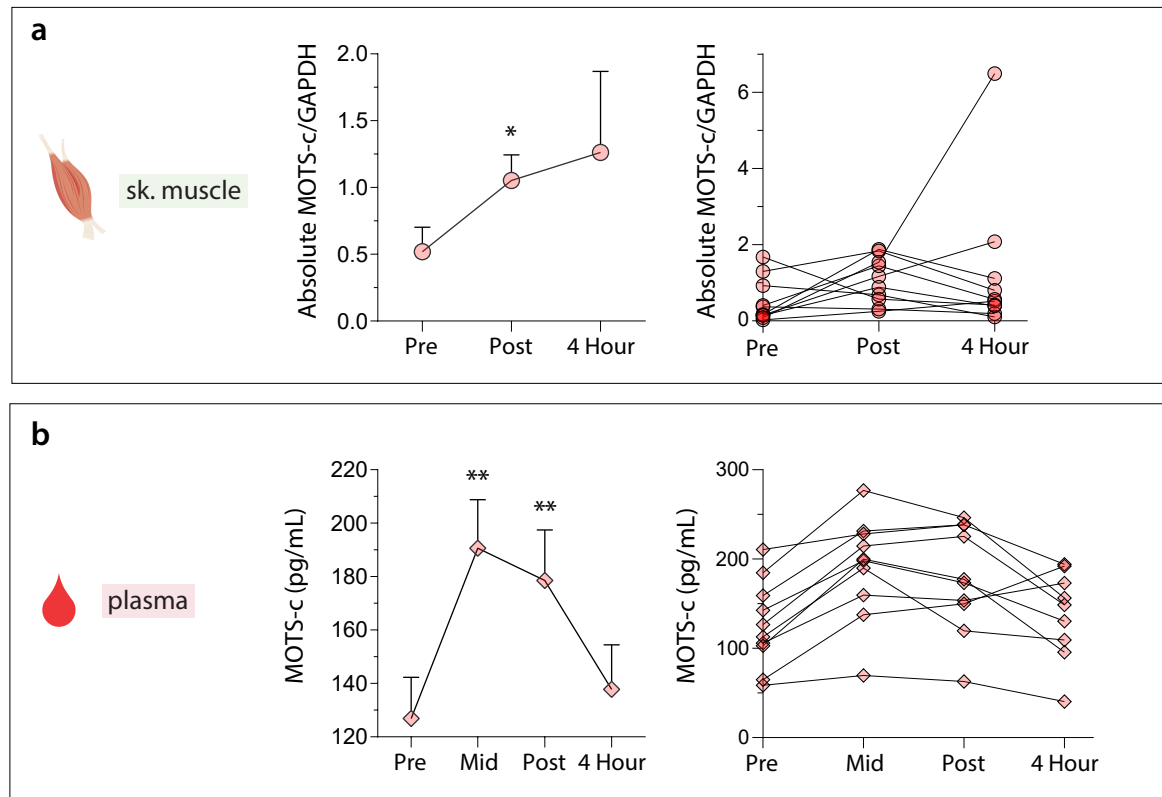 a
sk. muscle
Absolute MOTS-c/GAPDH
2.0
1.5
1.0
0.5
0.0
*
Pre Post 4 Hour
Absolute MOTS-c/GAPDH
6
4
2
0
Pre Post 4 Hour
b
plasma
MOTS-c (pg/mL)
220
200
180
160
140
120
** **
Pre Mid Post 4 Hour
MOTS-c (pg/mL)
300
200
100
0
Pre Mid Post 4 Hour